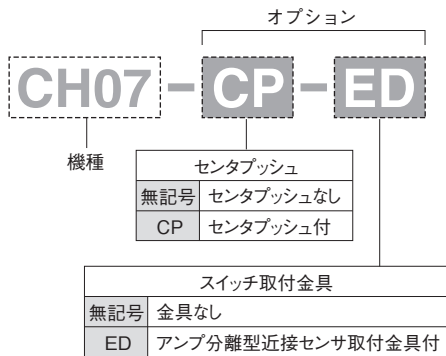 オプション
CH07-CP-ED
機種
センタプッシュ
無記号 センタプッシュなし
CP センタプッシュ付
スイッチ取付金具
無記号 金具なし
ED アンプ分離型近接センサ取付金具付